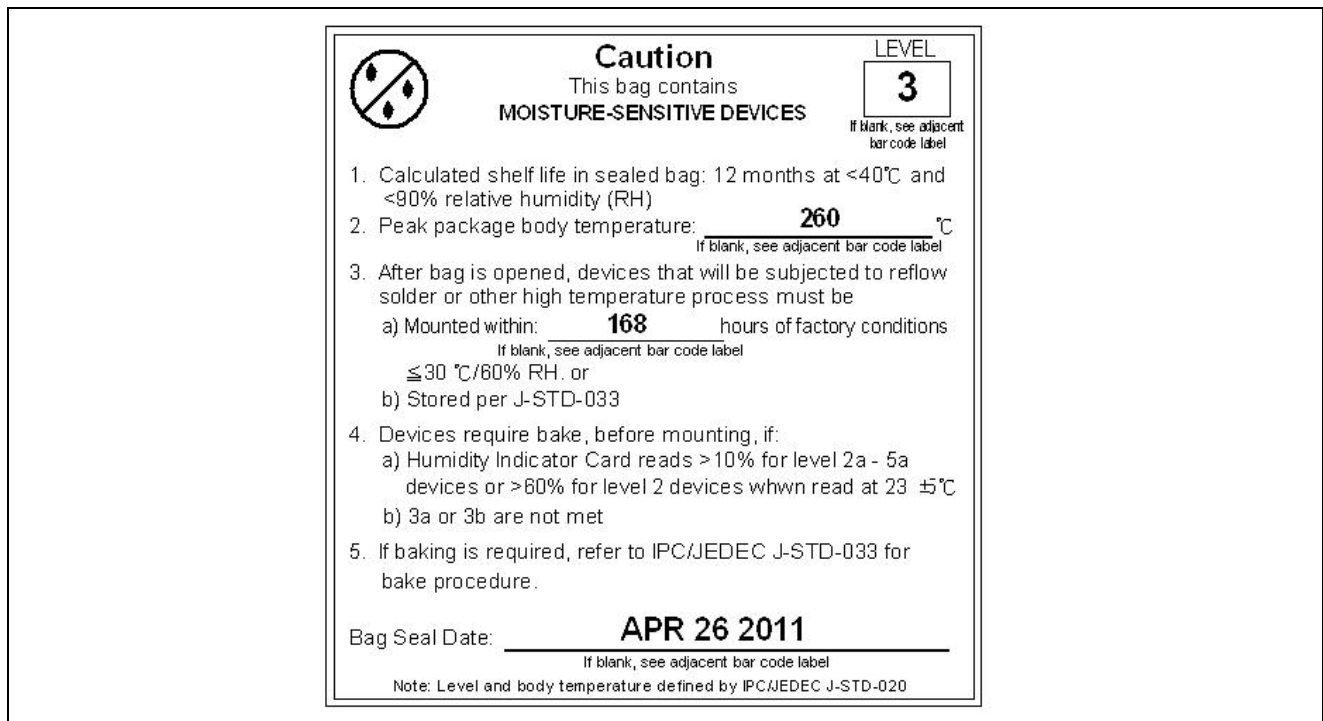 Caution
LEVEL
This bag contains
3
MOISTURE-SENSITIVE DEVICES
If blank, see adjacent
bar code label
1. Calculated shelf life in sealed bag: 12 months at <40℃ and
<90% relative humidity (RH)
2. Peak package body temperature: 260 ℃
If blank, see adjacent bar code label
3. After bag is opened, devices that will be subjected to reflow
solder or other high temperature process must be
a) Mounted within: 168 hours of factory conditions
If blank, see adjacent bar code label
≦30 ℃/60% RH. or
b) Stored per J-STD-033
4. Devices require bake, before mounting, if:
a) Humidity Indicator Card reads >10% for level 2a - 5a
devices or >60% for level 2 devices whwn read at 23 ±5℃
b) 3a or 3b are not met
5. If baking is required, refer to IPC/JEDEC J-STD-033 for
bake procedure.
Bag Seal Date: APR 26 2011
If blank, see adjacent bar code label
Note: Level and body temperature defined by IPC/JEDEC J-STD-020